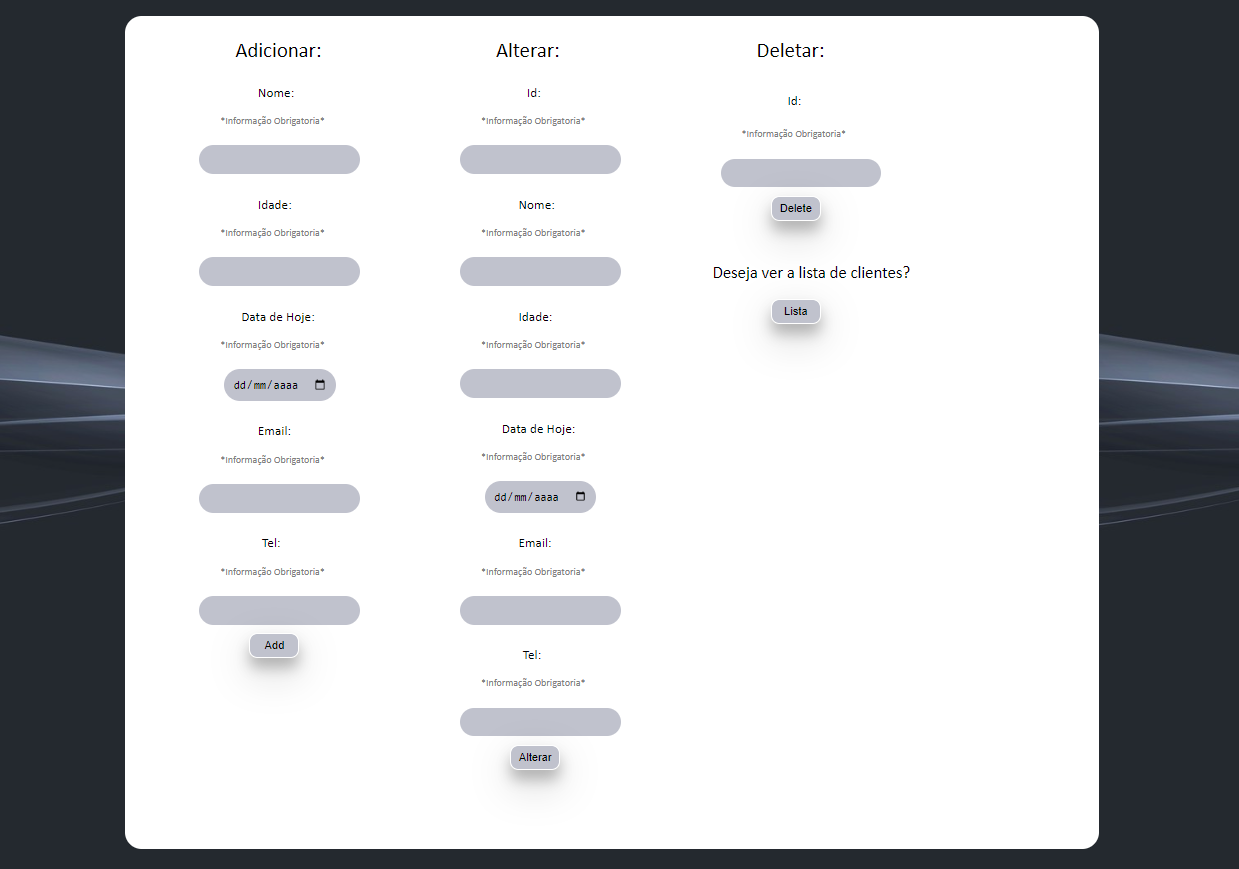 Adicionar:
Nome:
*Informação Obrigatoria*
Idade:
*Informação Obrigatoria*
Data de Hoje:
*Informação Obrigatoria*
dd/mm/aaaa
Email:
*Informação Obrigatoria*
Tel:
*Informação Obrigatoria*
Add
Alterar:
Id:
*Informação Obrigatoria*
Nome:
*Informação Obrigatoria*
Idade:
*Informação Obrigatoria*
Data de Hoje:
*Informação Obrigatoria*
dd/mm/aaaa
Email:
*Informação Obrigatoria*
Tel:
*Informação Obrigatoria*
Alterar
Deletar:
Id:
*Informação Obrigatoria*
Delete
Deseja ver a lista de clientes?
Lista